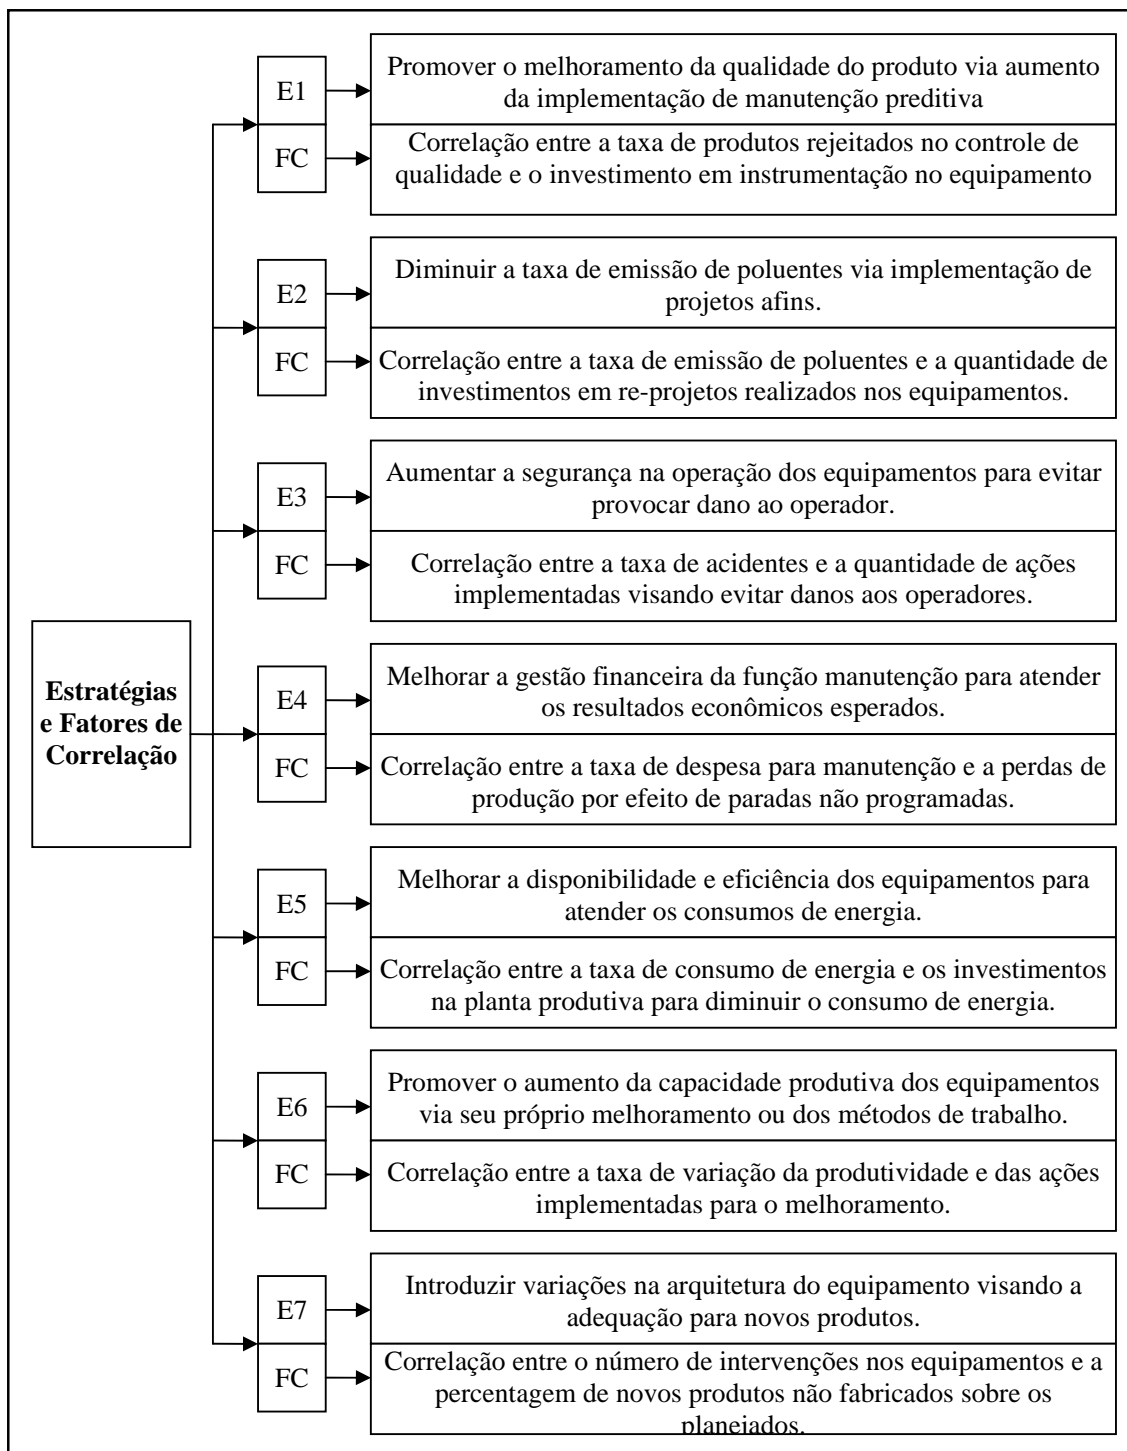 E1
Promover o melhoramento da qualidade do produto via aumento
da implementação de manutenção preditiva
FC
Correlação entre a taxa de produtos rejeitados no controle de
qualidade e o investimento em instrumentação no equipamento
E2
Diminuir a taxa de emissão de poluentes via implementação de
projetos afins.
FC
Correlação entre a taxa de emissão de poluentes e a quantidade de
investimentos em re-projetos realizados nos equipamentos.
E3
Aumentar a segurança na operação dos equipamentos para evitar
provocar dano ao operador.
FC
Correlação entre a taxa de acidentes e a quantidade de ações
implementadas visando evitar danos aos operadores.
Estratégias
e Fatores de
Correlação
E4
Melhorar a gestão financeira da função manutenção para atender
os resultados econômicos esperados.
FC
Correlação entre a taxa de despesa para manutenção e a perdas de
produção por efeito de paradas não programadas.
E5
Melhorar a disponibilidade e eficiência dos equipamentos para
atender os consumos de energia.
FC
Correlação entre a taxa de consumo de energia e os investimentos
na planta produtiva para diminuir o consumo de energia.
E6
Promover o aumento da capacidade produtiva dos equipamentos
via seu próprio melhoramento ou dos métodos de trabalho.
FC
Correlação entre a taxa de variação da produtividade e das ações
implementadas para o melhoramento.
E7
Introduzir variações na arquitetura do equipamento visando a
adequação para novos produtos.
FC
Correlação entre o número de intervenções nos equipamentos e a
percentagem de novos produtos não fabricados sobre os
planejados.